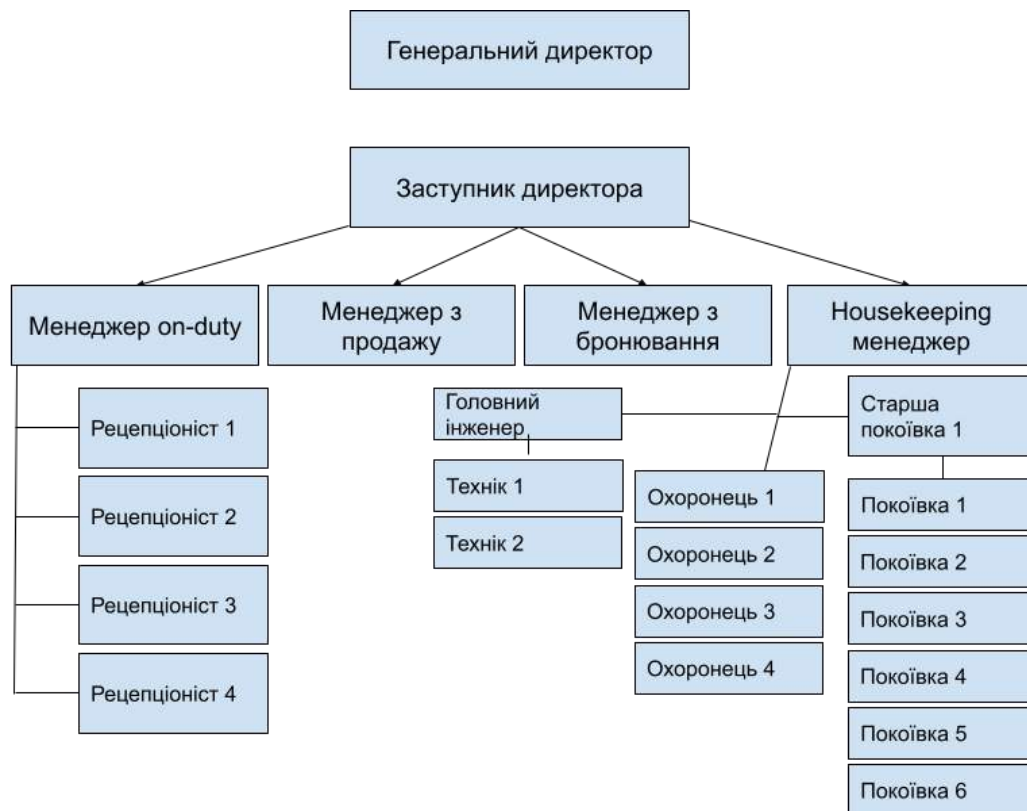 Генеральний директор
Заступник директора
Менеджер on-duty
Менеджер з
продажу
Менеджер з
бронювання
Housekeeping
менеджер
Рецепціоніст 1
Рецепціоніст 2
Рецепціоніст 3
Рецепціоніст 4
Головний
інженер
Технік 1
Технік 2
Охоронець 1
Охоронець 2
Охоронець 3
Охоронець 4
Старша
покоївка 1
Покоївка 1
Покоївка 2
Покоївка 3
Покоївка 4
Покоївка 5
Покоївка 6